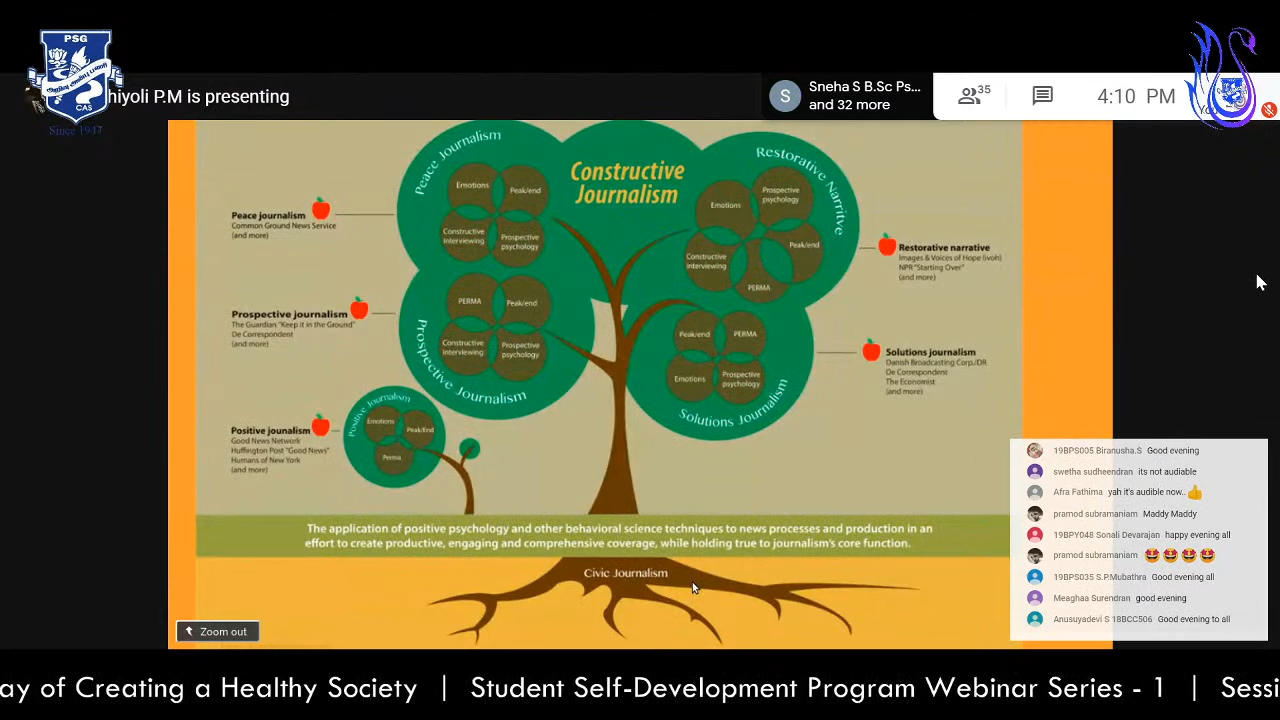 PSG
CAS
Since 1947
hiyoli P.M is presenting
Sneha S B.Sc Ps...
and 32 more
35
4:10 PM
Constructive
Journalism
Peace Journalism
Emotions
Peak/end
Constructive
Interviewing
Prospective
psychology
Restorative Narritve
Emotions
Prospective
psychology
Constructive
Interviewing
Peak/end
PERMA
Peace journalism
Common Ground News Service
(and more)
Restorative narrative
Images & Voices of Hope (ivoh)
NPR "Starting Over"
(and more)
Prospective journalism
The Guardian "Keep it in the Ground"
De Correspondent
(and more)
PERMA
Peak/end
Constructive
Interviewing
Prospective
psychology
Prospective Journalism
Peak/end
PERMA
Emotions
Prospective
psychology
Solutions Journalism
Solutions journalism
Danish Broadcasting Corp./DR
De Correspondent
The Economist
(and more)
Positive jounalism
Good News Network
Huffington Post "Good News"
Humans of New York
(and more)
Positive Journalism
Emotions
Peak/End
Perma
The application of positive psychology and other behavioral science techniques to news processes and production in an
effort to create productive, engaging and comprehensive coverage, while holding true to journalism's core function.
Civic Journalism
Zoom out
19BPS005 Biranusha.S Good evening
swetha sudheendran its not audiable
Afra Fathima yah it's audible now..👍
pramod subramaniam Maddy Maddy
19BPY048 Sonali Devarajan happy evening all
pramod subramaniam 🤩🤩🤩🤩
19BPS035 S.P.Mubathra Good evening all
Meaghaa Surendran good evening
Anusuyadevi S 18BCC506 Good evening to all
ay of Creating a Healthy Society | Student Self-Development Program Webinar Series - 1 | Sessi